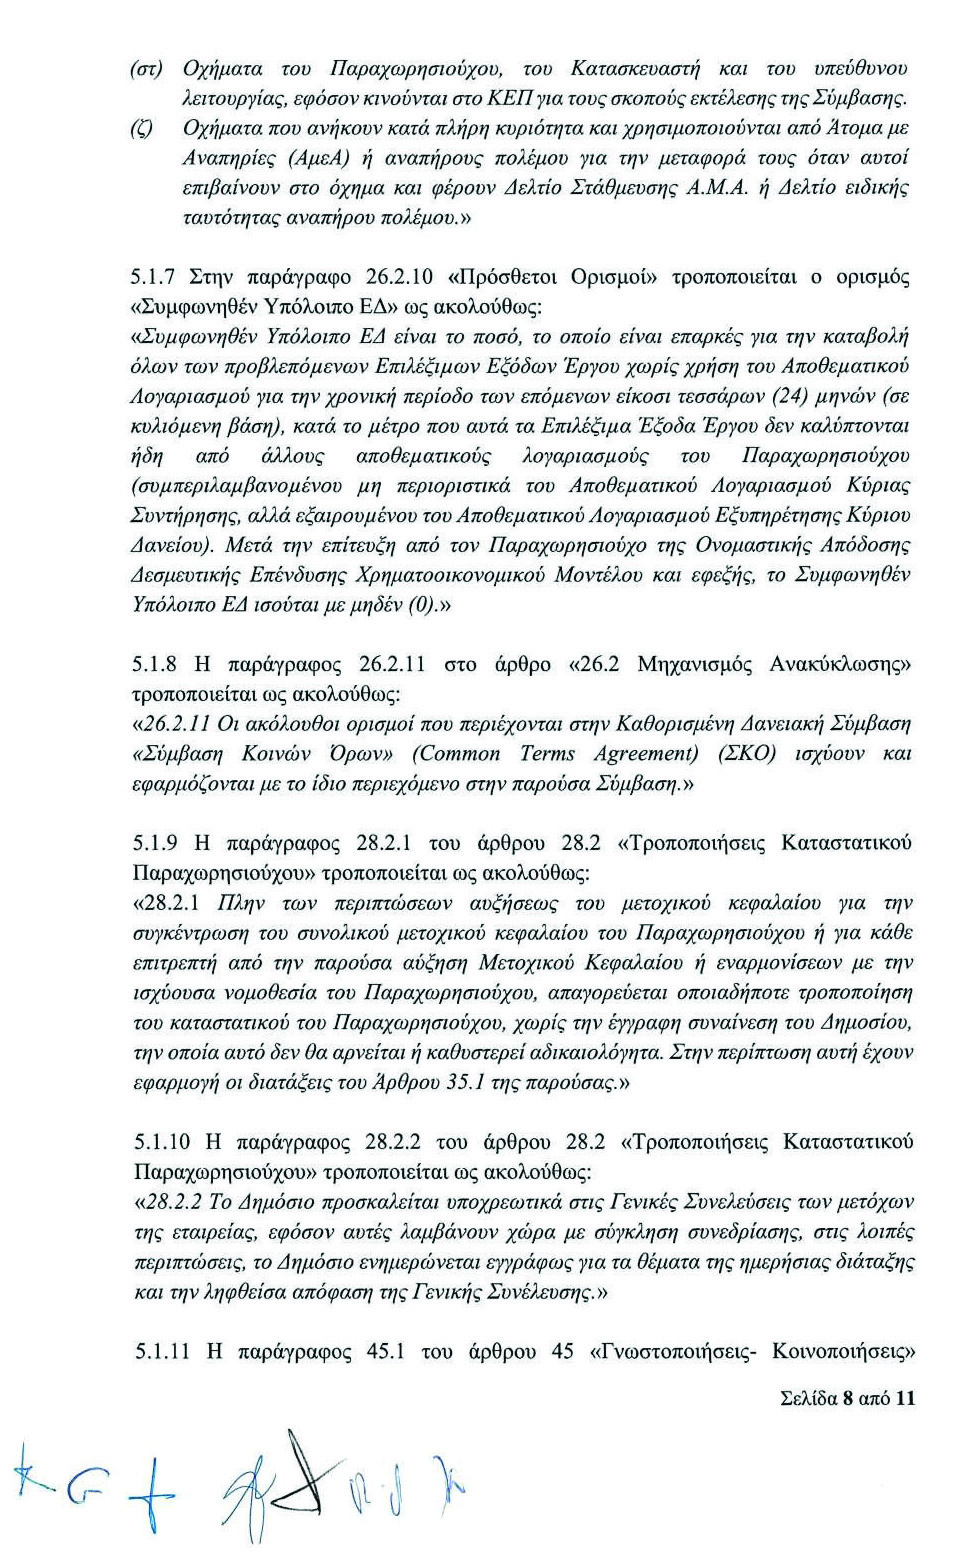 (στ) Οχήματα του Παραχωρησιούχου, του Κατασκευαστή και του υπεύθυνου
λειτουργίας, εφόσον κινούνται στο ΚΕΠ για τους σκοπούς εκτέλεσης της Σύμβασης.
(ζ) Οχήματα που ανήκουν κατά πλήρη κυριότητα και χρησιμοποιούνται από Άτομα με
Αναπηρίες (ΑμεΑ) ή αναπήρους πολέμου για την μεταφορά τους όταν αυτοί
επιβαίνουν στο όχημα και φέρουν Δελτίο Στάθμευσης Α.Μ.Α. ή Δελτίο ειδικής
ταυτότητας αναπήρου πολέμου.»
5.1.7 Στην παράγραφο 26.2.10 «Πρόσθετοι Ορισμοί» τροποποιείται ο ορισμός
«Συμφωνηθέν Υπόλοιπο ΕΔ» ως ακολούθως:
«Συμφωνηθέν Υπόλοιπο ΕΔ είναι το ποσό, το οποίο είναι επαρκές για την καταβολή
όλων των προβλεπόμενων Επιλέξιμων Εξόδων Έργου χωρίς χρήση του Αποθεματικού
Λογαριασμού για την χρονική περίοδο των επόμενων είκοσι τεσσάρων (24) μηνών (σε
κυλιόμενη βάση), κατά το μέτρο που αυτά τα Επιλέξιμα Έξοδα Έργου δεν καλύπτονται
ήδη από άλλους αποθεματικούς λογαριασμούς του Παραχωρησιούχου
(συμπεριλαμβανομένου μη περιοριστικά του Αποθεματικού Λογαριασμού Κύριας
Συντήρησης, αλλά εξαιρουμένου του Αποθεματικού Λογαριασμού Εξυπηρέτησης Κύριου
Δανείου). Μετά την επίτευξη από τον Παραχωρησιούχο της Ονομαστικής Απόδοσης
Δεσμευτικής Επένδυσης Χρηματοοικονομικού Μοντέλου και εφεξής, το Συμφωνηθέν
Υπόλοιπο ΕΔ ισούται με μηδέν (0).»
5.1.8 Η παράγραφος 26.2.11 στο άρθρο «26.2 Μηχανισμός Ανακύκλωσης»
τροποποιείται ως ακολούθως:
«26.2.11 Οι ακόλουθοι ορισμοί που περιέχονται στην Καθορισμένη Δανειακή Σύμβαση
«Σύμβαση Κοινών Όρων» (Common Terms Agreement) (ΣΚΟ) ισχύουν και
εφαρμόζονται με το ίδιο περιεχόμενο στην παρούσα Σύμβαση.»
5.1.9 Η παράγραφος 28.2.1 του άρθρου 28.2 «Τροποποιήσεις Καταστατικού
Παραχωρησιούχου» τροποποιείται ως ακολούθως:
«28.2.1 Πλην των περιπτώσεων αυξήσεως του μετοχικού κεφαλαίου για την
συγκέντρωση του συνολικού μετοχικού κεφαλαίου του Παραχωρησιούχου ή για κάθε
επιτρεπτή από την παρούσα αύξηση Μετοχικού Κεφαλαίου ή εναρμονίσεων με την
ισχύουσα νομοθεσία του Παραχωρησιούχου, απαγορεύεται οποιαδήποτε τροποποίηση
του καταστατικού του Παραχωρησιούχου, χωρίς την έγγραφη συναίνεση του Δημοσίου,
την οποία αυτό δεν θα αρνείται ή καθυστερεί αδικαιολόγητα. Στην περίπτωση αυτή έχουν
εφαρμογή οι διατάξεις του Άρθρου 35.1 της παρούσας.»
5.1.10 Η παράγραφος 28.2.2 του άρθρου 28.2 «Τροποποιήσεις Καταστατικού
Παραχωρησιούχου» τροποποιείται ως ακολούθως:
«28.2.2 Το Δημόσιο προσκαλείται υποχρεωτικά στις Γενικές Συνελεύσεις των μετόχων
της εταιρείας, εφόσον αυτές λαμβάνουν χώρα με σύγκληση συνεδρίασης, στις λοιπές
περιπτώσεις, το Δημόσιο ενημερώνεται εγγράφως για τα θέματα της ημερήσιας διάταξης
και την ληφθείσα απόφαση της Γενικής Συνέλευσης.»
5.1.11 Η παράγραφος 45.1 του άρθρου 45 «Γνωστοποιήσεις- Κοινοποιήσεις»
Σελίδα 8 από 11